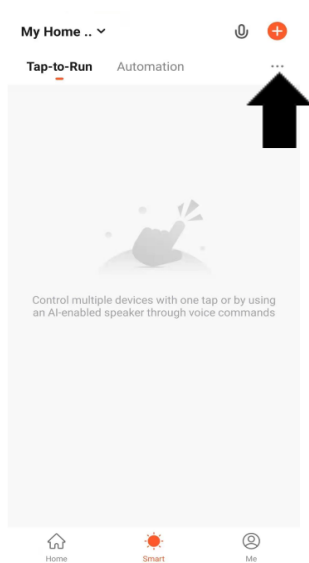 My Home ..
Tap-to-Run Automation ...
Control multiple devices with one tap or by using
an AI-enabled speaker through voice commands
Home Smart Me